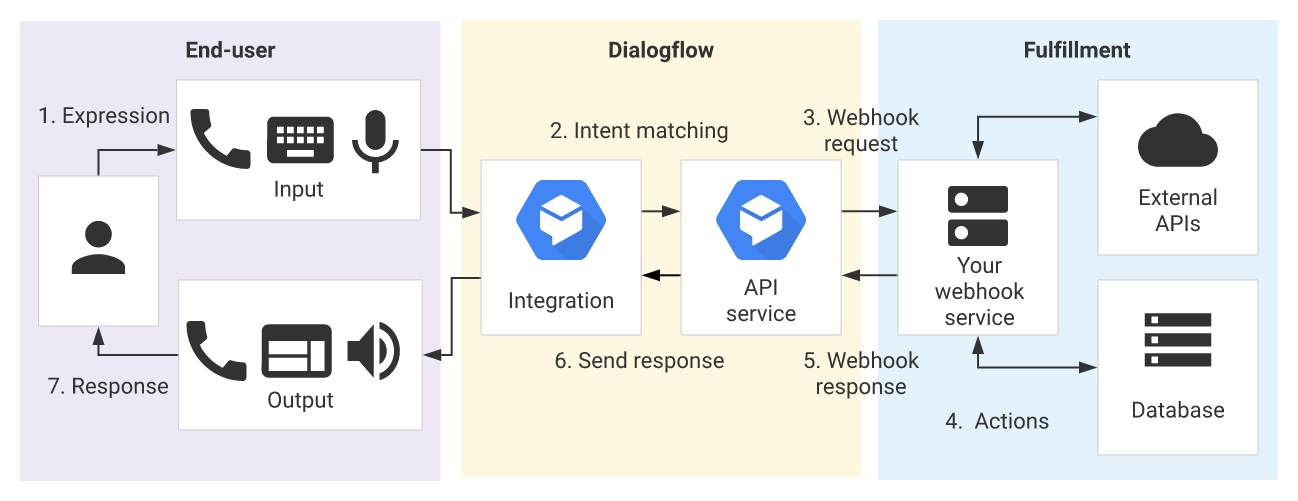 End-user
Dialogflow
Fulfillment
1. Expression
Input
2. Intent matching
3. Webhook
request
External
APIs
Integration
API
service
Your
webhook
service
7. Response
Output
6. Send response
5. Webhook
response
4.  Actions
Database